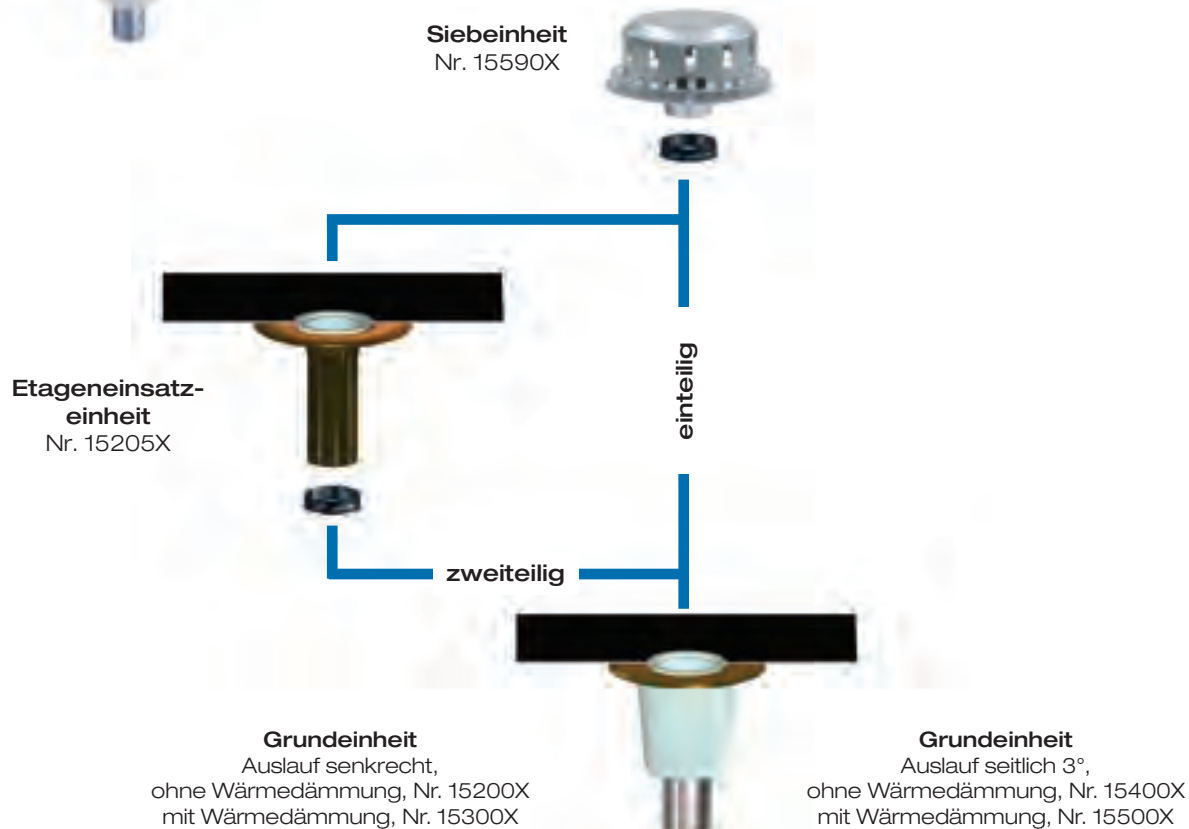 Siebeinheit
Nr. 15590X
einteilig
Etageneinsatz-
einheit
Nr. 15205X
zweiteilig
Grundeinheit
Auslauf senkrecht,
ohne Wärmedämmung, Nr. 15200X
mit Wärmedämmung, Nr. 15300X
Grundeinheit
Auslauf seitlich 3°,
ohne Wärmedämmung, Nr. 15400X
mit Wärmedämmung, Nr. 15500X